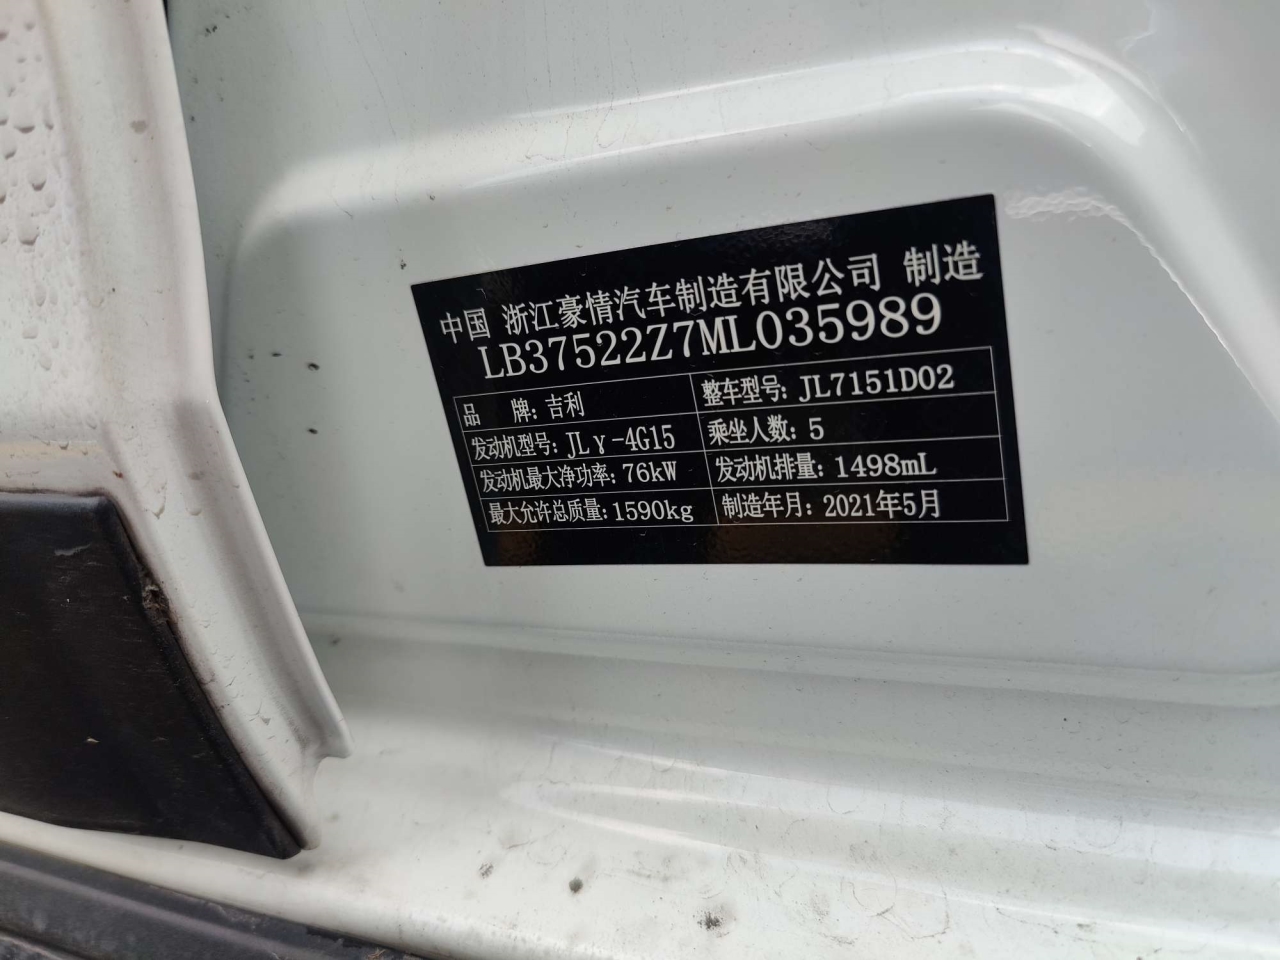 中国 浙江豪情汽车制造有限公司 制造
LB37522Z7ML035989
品 牌: 吉利 整车型号: JL7151D02
发动机型号: JLγ-4G15 乘坐人数: 5
发动机最大净功率: 76kW 发动机排量: 1498mL
最大允许总质量: 1590kg 制造年月: 2021年5月